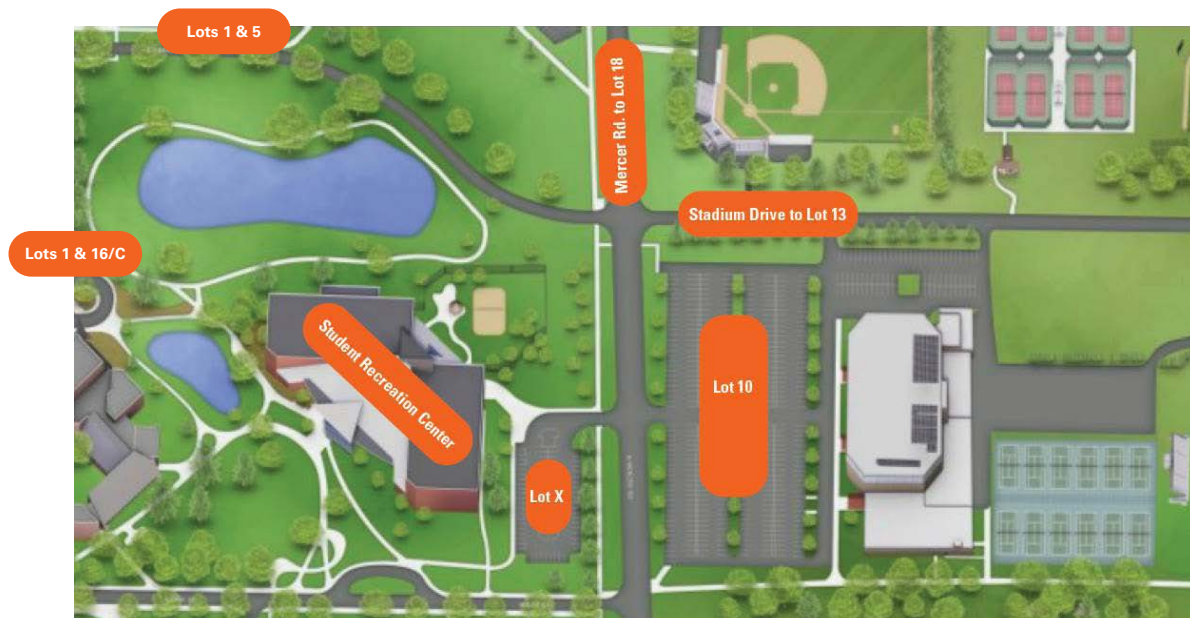 Lots 1 & 5
Mercer Rd. to Lot 18
Stadium Drive to Lot 13
Lots 1 & 16/C
Student Recreation Center
Lot 10
Lot X